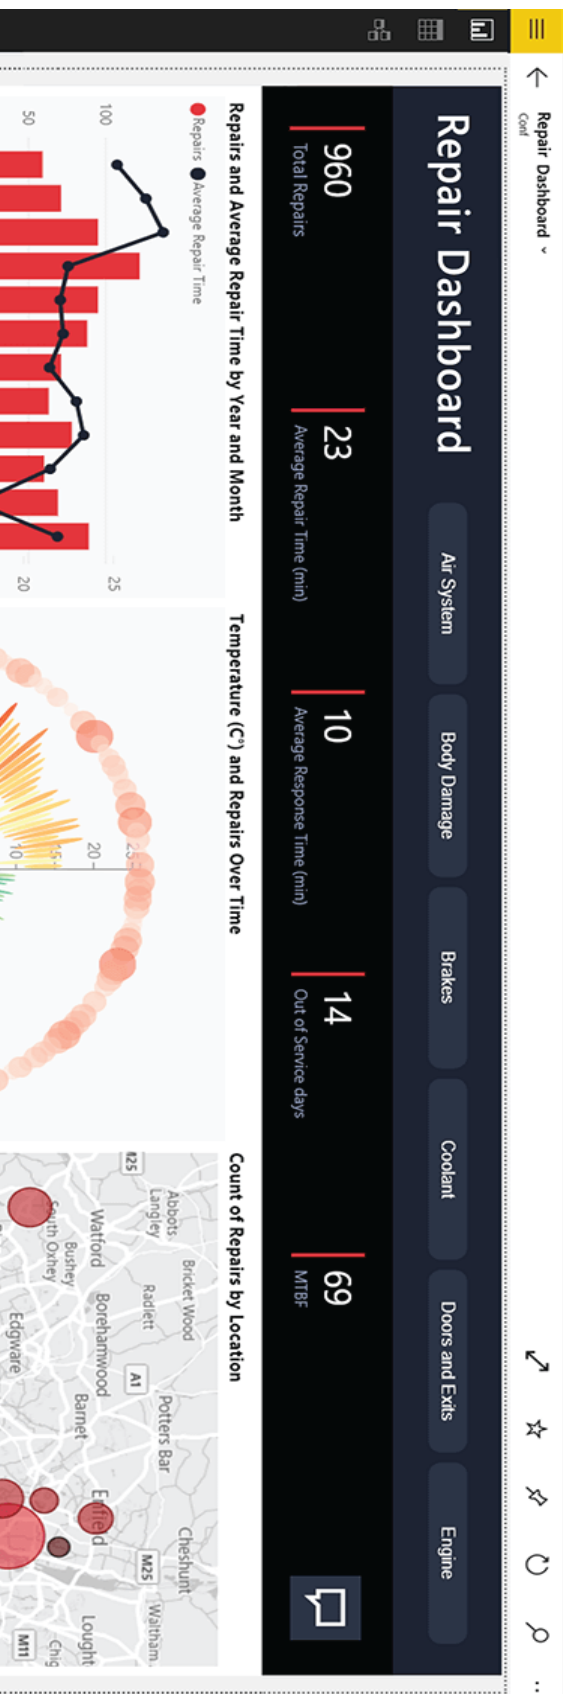 Repair Dashboard
Conf
Repair Dashboard
Air System
Body Damage
Brakes
Coolant
Doors and Exits
Engine
960
Total Repairs
23
Average Repair Time (min)
10
Average Response Time (min)
14
Out of Service days
69
MTBF
Repairs and Average Repair Time by Year and Month
Repairs Average Repair Time
100
50
25
20
Temperature (C°) and Repairs Over Time
25
20
15
10
Count of Repairs by Location
Bricket Wood
Abbots
Langley
Potters Bar
Cheshunt
Radlett
A1
M25
Waltham
Watford
Borehamwood
Enfield
Bushey
Barnet
Lought
South Oxhey
Edgware
Chig
M11